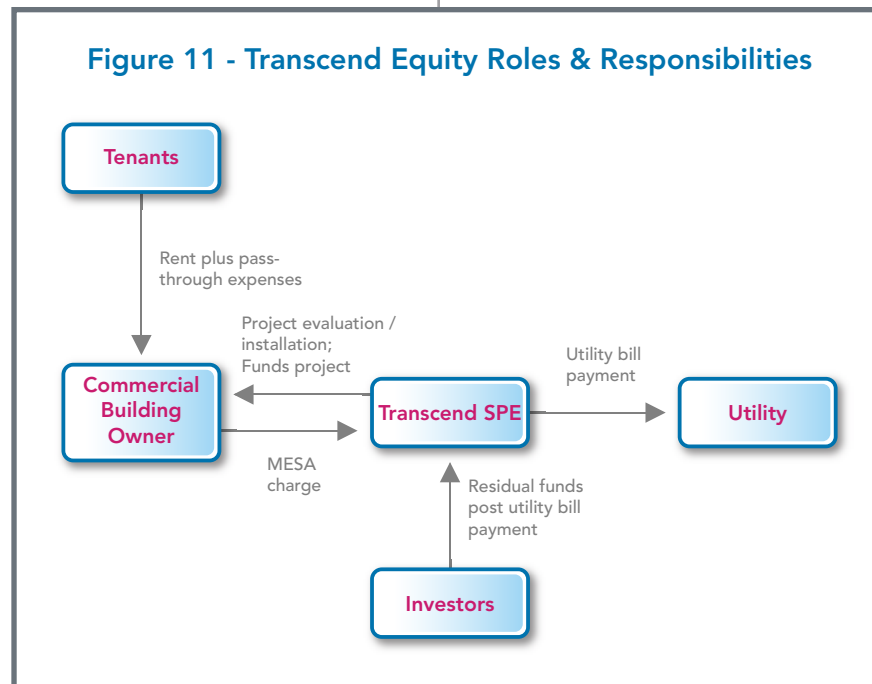 Figure 11 - Transcend Equity Roles & Responsibilities
Tenants
Rent plus pass-
through expenses
Project evaluation /
installation;
Funds project
Utility bill
payment
Commercial
Building
Owner
Transcend SPE
Utility
MESA
charge
Residual funds
post utility bill
payment
Investors